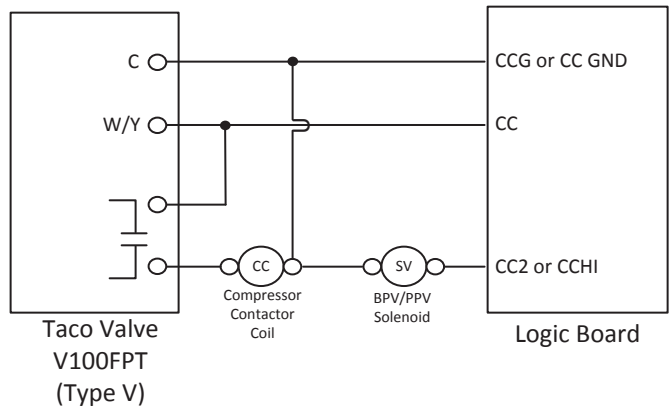 C
CCG or CC GND
W/Y
CC
CC
SV
CC2 or CCHI
Compressor
Contactor
Coil
BPV/PPV
Solenoid
Taco Valve
V100FPT
(Type V)
Logic Board